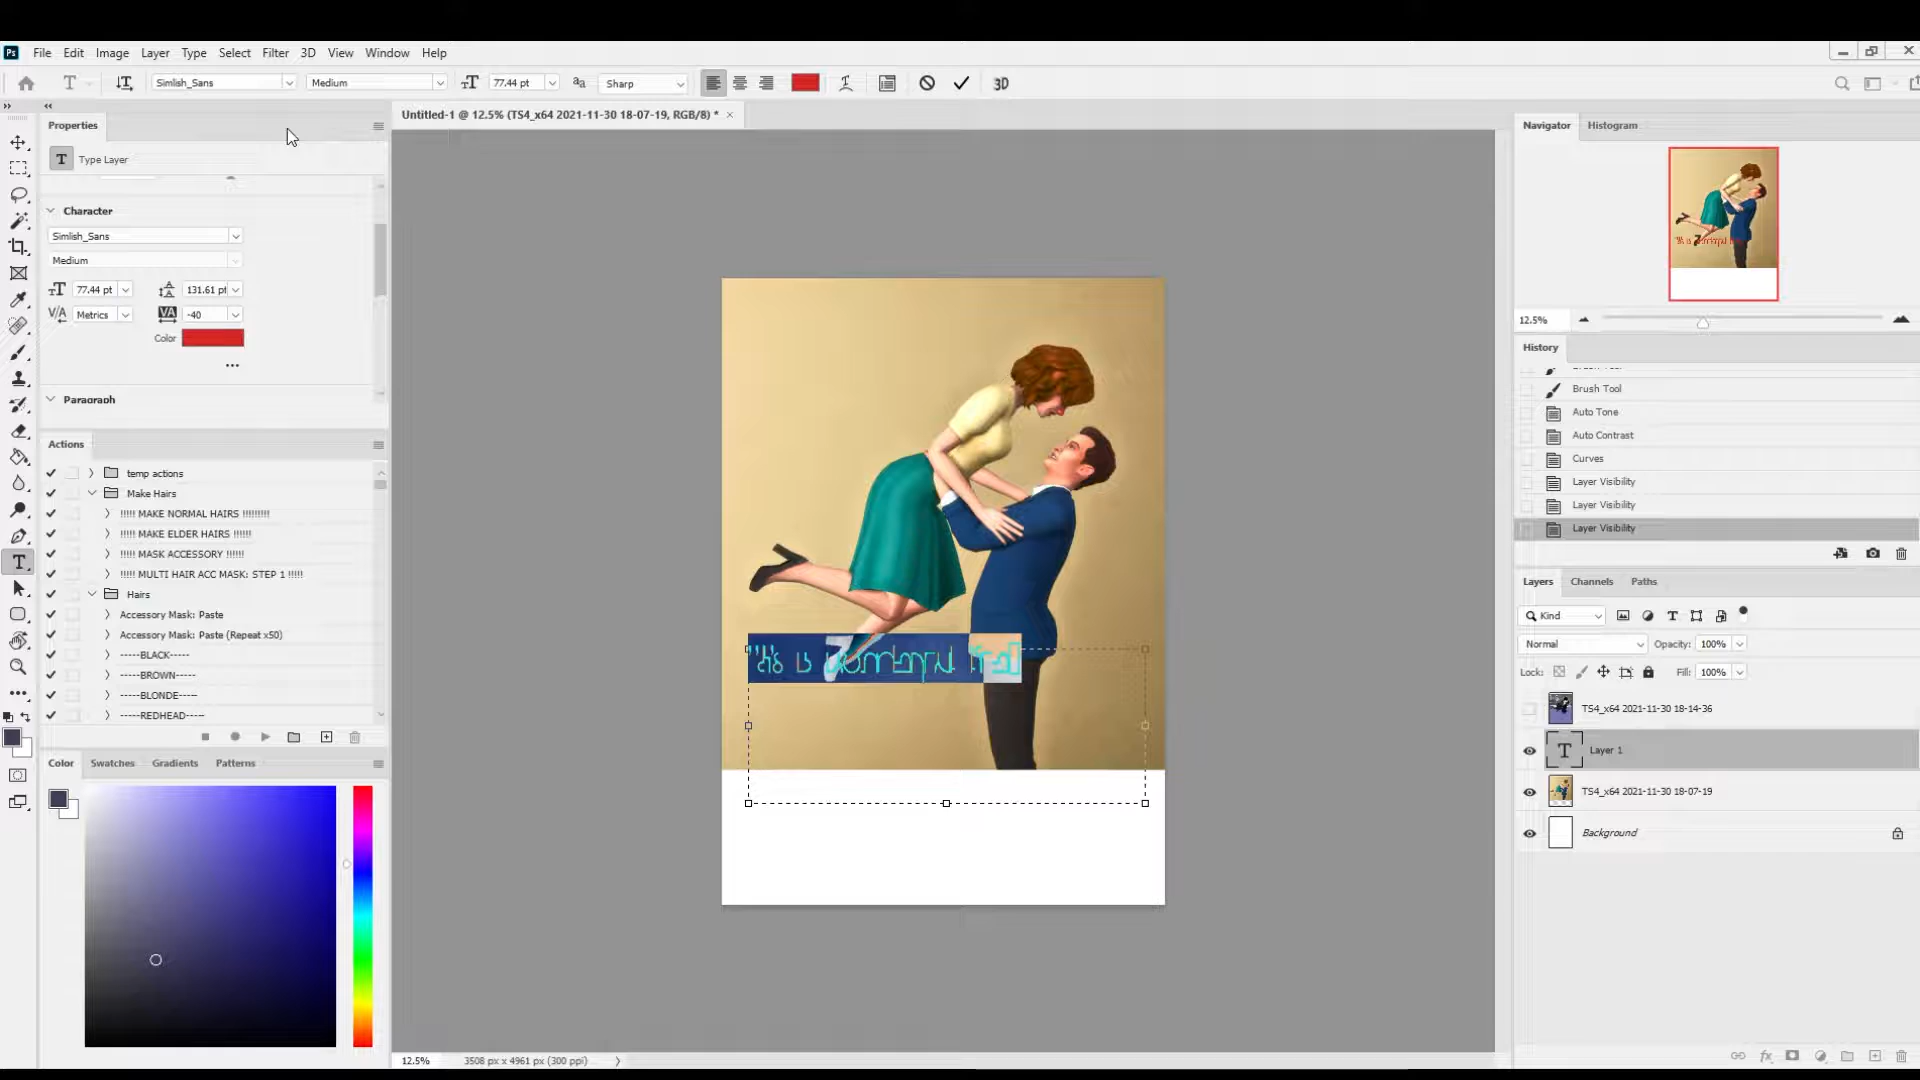 File Edit Image Layer Type Select Filter 3D View Window Help
Simlish_Sans Medium 77.44 pt Sharp 3D
Untitled-1 @ 12.5% (TS4_x64 2021-11-30 18-07-19, RGB/8) * ×
Properties
Type Layer
Character
Simlish_Sans
Medium
77.44 pt 131.61 pt
Metrics -40
Color
Paragraph
Actions
temp actions
Make Hairs
!!!!! MAKE NORMAL HAIRS !!!!!!!!!
!!!!! MAKE ELDER HAIRS !!!!!!
!!!!! MASK ACCESSORY !!!!!!
!!!!! MULTI HAIR ACC MASK: STEP 1 !!!!!
Hairs
Accessory Mask: Paste
Accessory Mask: Paste (Repeat x50)
-----BLACK-----
-----BROWN-----
-----BLONDE-----
-----REDHEAD-----
Color Swatches Gradients Patterns
12.5% 3508 px x 4961 px (300 ppi)
Navigator Histogram
12.5%
History
Brush Tool
Auto Tone
Auto Contrast
Curves
Layer Visibility
Layer Visibility
Layer Visibility
Layers Channels Paths
Kind
Normal Opacity: 100%
Lock: Fill: 100%
TS4_x64 2021-11-30 18-14-36
Layer 1
TS4_x64 2021-11-30 18-07-19
Background